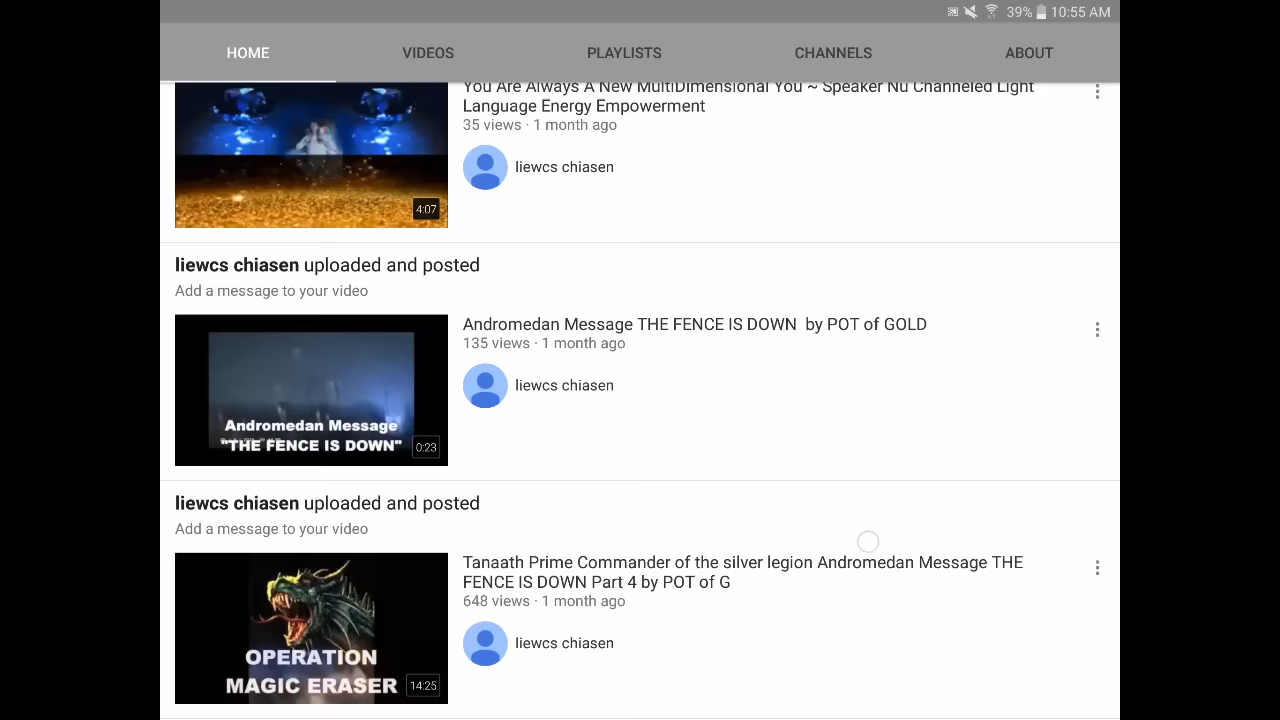 39% 10:55 AM
HOME VIDEOS PLAYLISTS CHANNELS ABOUT
You Are Always A New MultiDimensional You ~ Speaker Nu Channeled Light
Language Energy Empowerment
35 views · 1 month ago
liewcs chiasen
4:07
liewcs chiasen uploaded and posted
Add a message to your video
Andromedan Message THE FENCE IS DOWN by POT of GOLD
135 views · 1 month ago
liewcs chiasen
Andromedan Message
"THE FENCE IS DOWN"
0:23
liewcs chiasen uploaded and posted
Add a message to your video
Tanaath Prime Commander of the silver legion Andromedan Message THE
FENCE IS DOWN Part 4 by POT of G
648 views · 1 month ago
liewcs chiasen
OPERATION
MAGIC ERASER
14:25